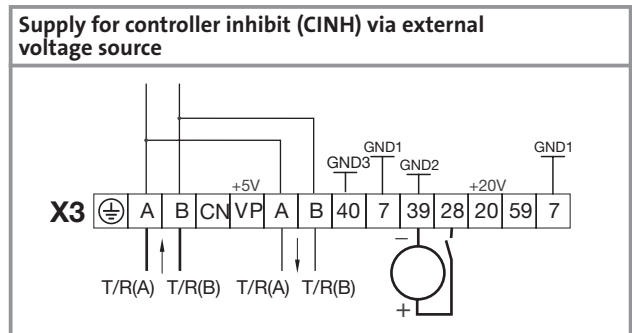 Supply for controller inhibit (CINH) via external
voltage source
GND3 GND1 GND2 GND1
+5V +20V
X3 A B CN VP A B 40 7 39 28 20 59 7
T/R(A) T/R(B) T/R(A) T/R(B)
−
+